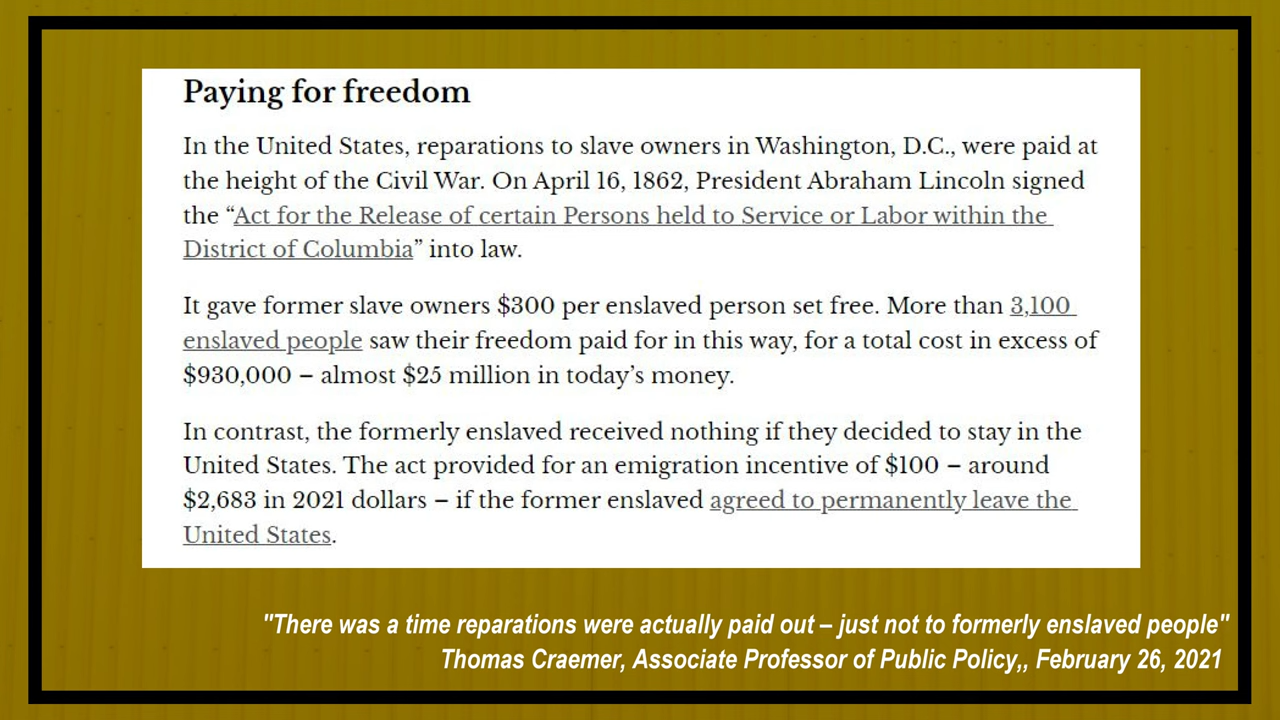 Paying for freedom
In the United States, reparations to slave owners in Washington, D.C., were paid at
the height of the Civil War. On April 16, 1862, President Abraham Lincoln signed
the “Act for the Release of certain Persons held to Service or Labor within the
District of Columbia” into law.
It gave former slave owners $300 per enslaved person set free. More than 3,100
enslaved people saw their freedom paid for in this way, for a total cost in excess of
$930,000 – almost $25 million in today’s money.
In contrast, the formerly enslaved received nothing if they decided to stay in the
United States. The act provided for an emigration incentive of $100 – around
$2,683 in 2021 dollars – if the former enslaved agreed to permanently leave the
United States.
"There was a time reparations were actually paid out – just not to formerly enslaved people"
Thomas Craemer, Associate Professor of Public Policy,, February 26, 2021